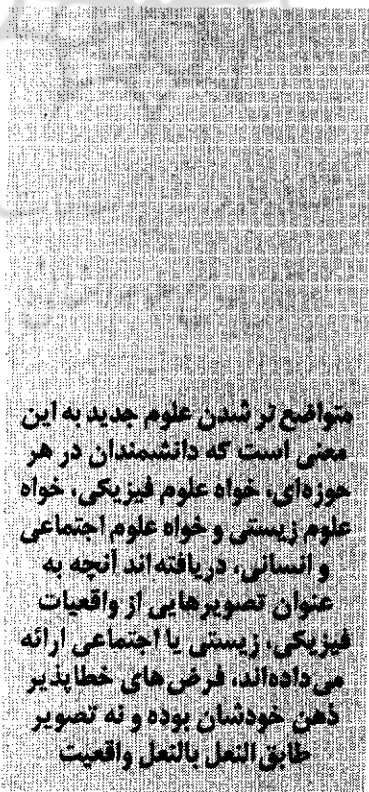 متواضع تر شدن علوم جدید به این
معنی است که دانشمندان در هر
حوزه‌ای، خواه علوم فیزیکی، خواه
علوم زیستی و خواه علوم اجتماعی
و انسانی، دریافته‌اند آنچه به
عنوان تصویرهایی از واقعیات
فیزیکی، زیستی یا اجتماعی ارائه
می‌داده‌اند، فرض‌های خطاپذیر
ذهن خودشان بوده و نه تصویر
طابق النعل بالنعل واقعیت